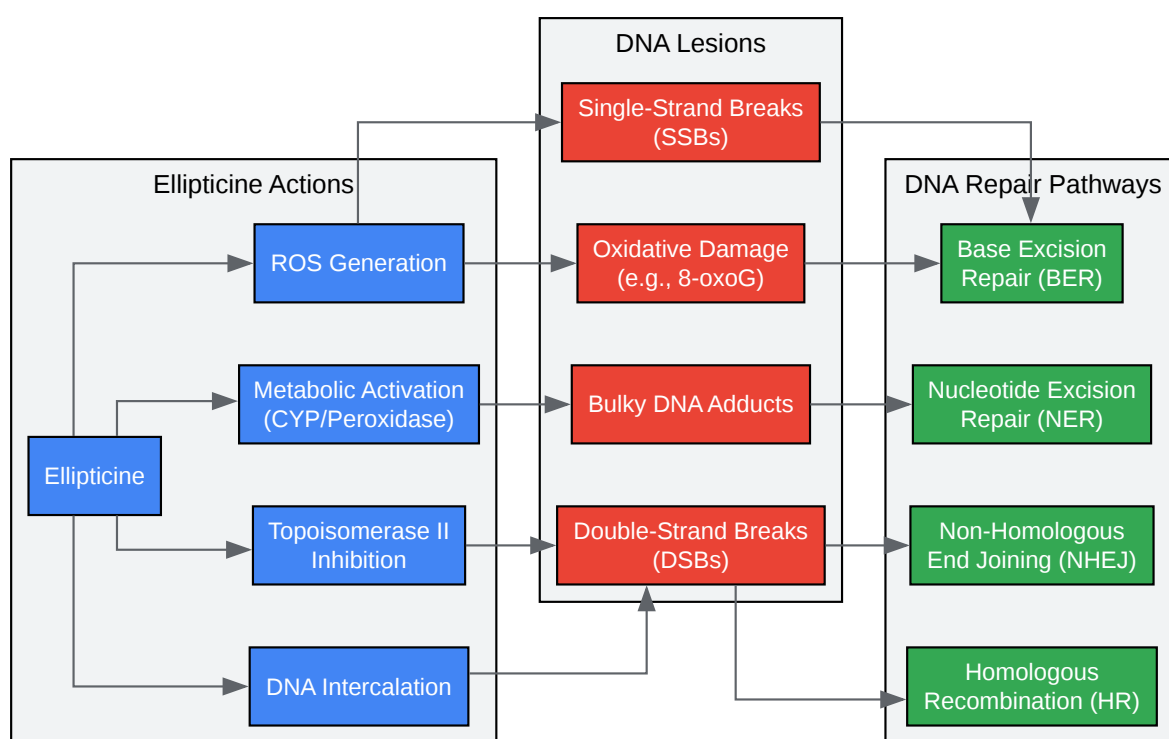 DNA Lesions
Single-Strand Breaks
(SSBs)
Ellipticine Actions
DNA Repair Pathways
ROS Generation
Oxidative Damage
(e.g., 8-oxoG)
Base Excision
Repair (BER)
Metabolic Activation
(CYP/Peroxidase)
Bulky DNA Adducts
Nucleotide Excision
Repair (NER)
Ellipticine
Topoisomerase II
Inhibition
Double-Strand Breaks
(DSBs)
Non-Homologous
End Joining (NHEJ)
DNA Intercalation
Homologous
Recombination (HR)